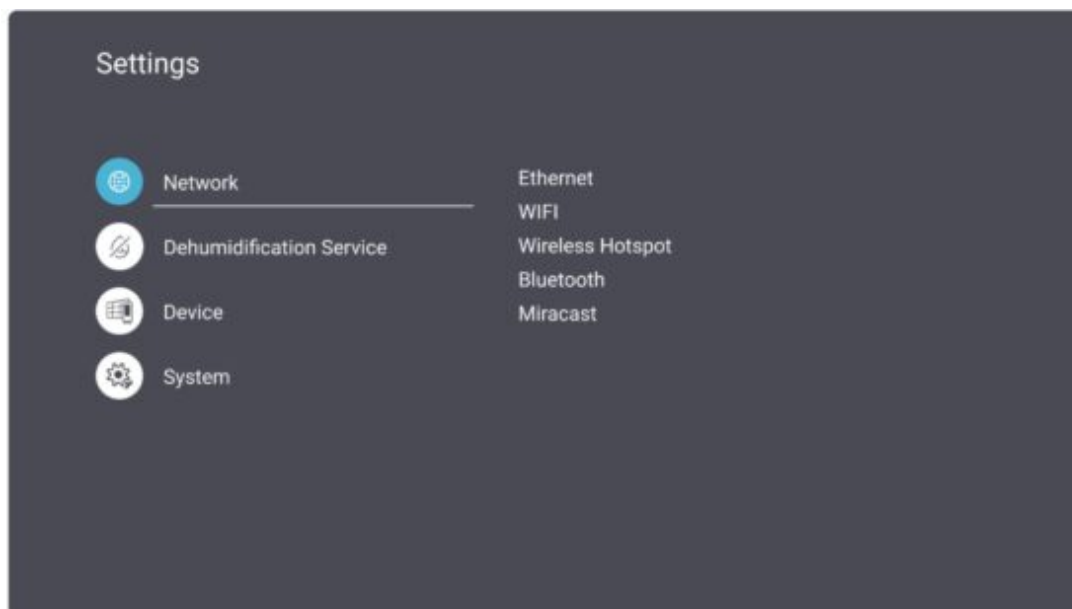 Settings
Network
Dehumidification Service
Device
System
Ethernet
WIFI
Wireless Hotspot
Bluetooth
Miracast